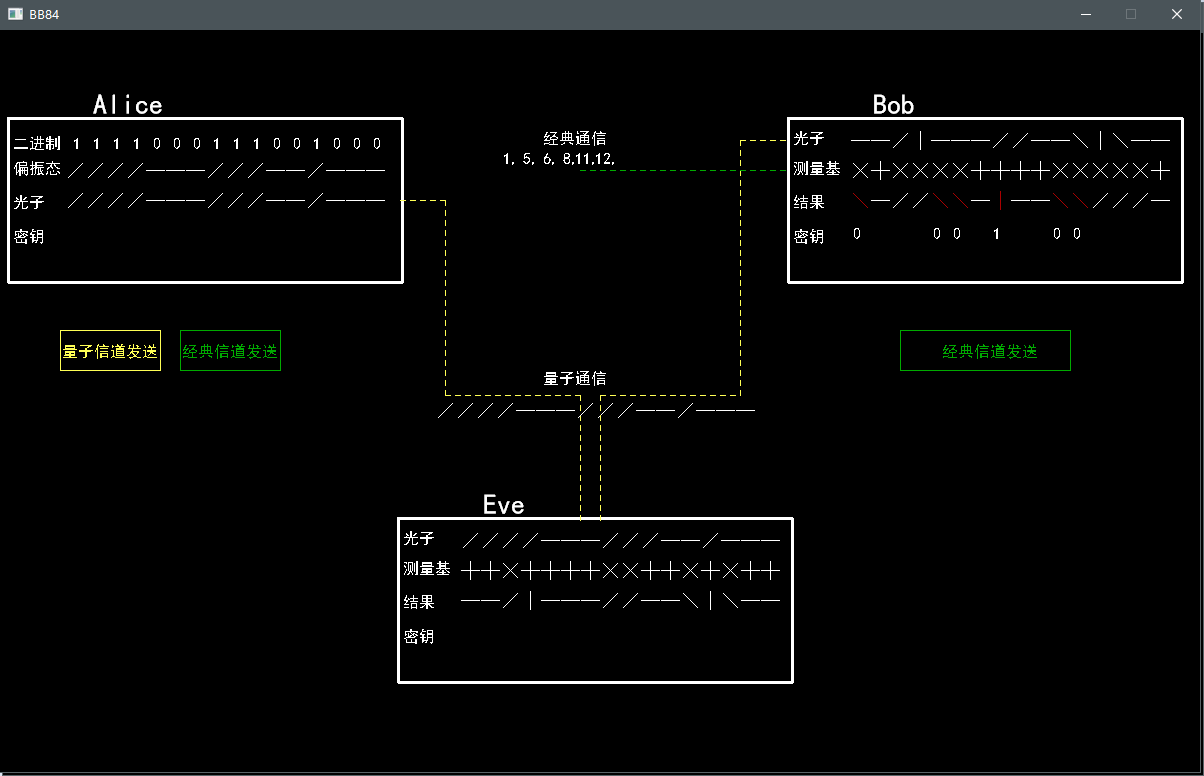 BB84
Alice
二进制 1 1 1 1 0 0 0 1 1 1 0 0 1 0 0 0
偏振态
光子
密钥
量子信道发送
经典信道发送
经典通信
1, 5, 6, 8,11,12,
Bob
光子
测量基
结果
密钥 0 0 0 1 0 0
经典信道发送
量子通信
Eve
光子
测量基
结果
密钥